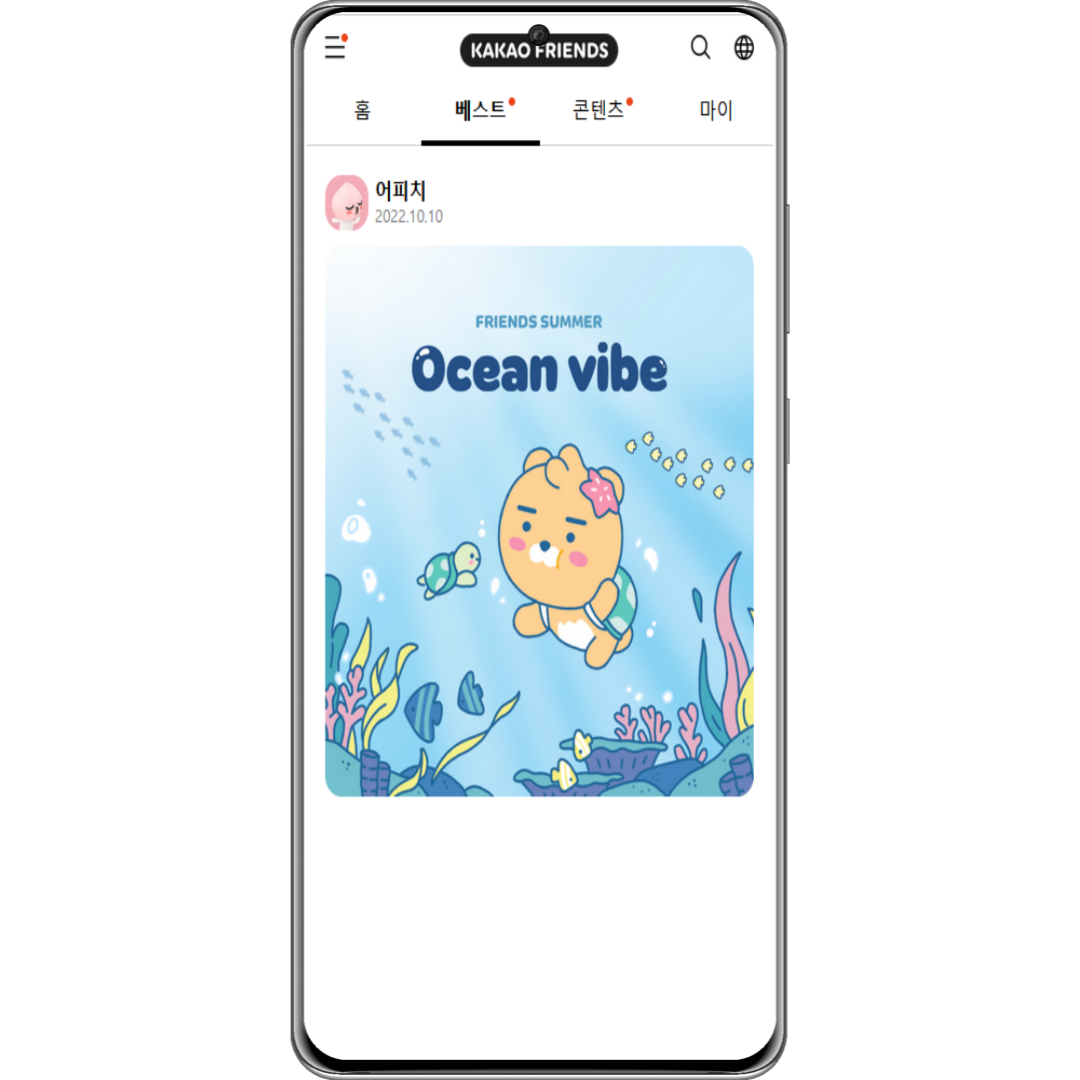 KAKAO FRIENDS
홈 베스트 콘텐츠 마이
어피치
2022.10.10
FRIENDS SUMMER
Ocean vibe